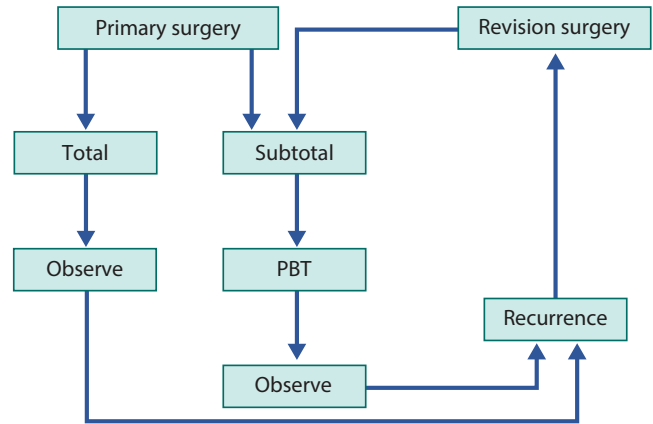 Primary surgery
Revision surgery
Total
Subtotal
Observe
PBT
Recurrence
Observe